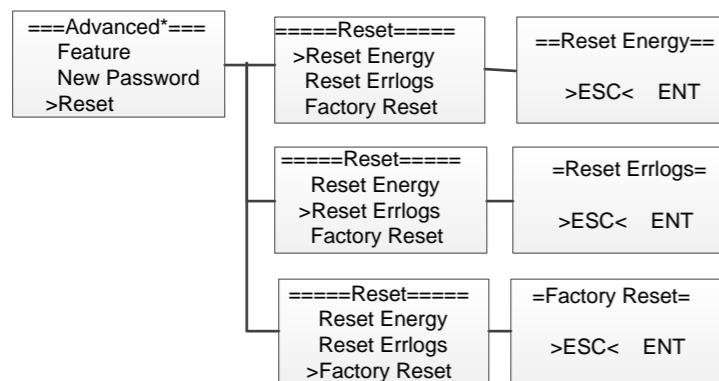 ===Advanced*===
Feature
New Password
>Reset
=====Reset=====
>Reset Energy
Reset Errlogs
Factory Reset
==Reset Energy==
>ESC< ENT
=====Reset=====
Reset Energy
>Reset Errlogs
Factory Reset
=Reset Errlogs=
>ESC< ENT
=====Reset=====
Reset Energy
Reset Errlogs
>Factory Reset
=Factory Reset=
>ESC< ENT